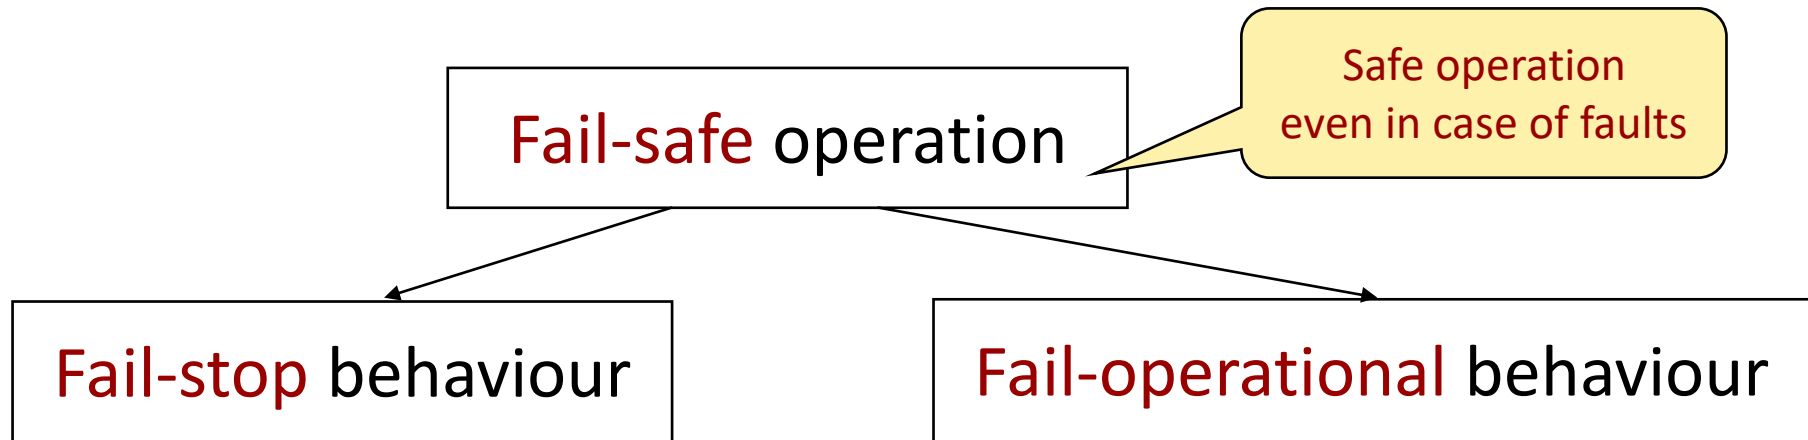 Safe operation
even in case of faults
Fail-safe operation
Fail-stop behaviour
Fail-operational behaviour